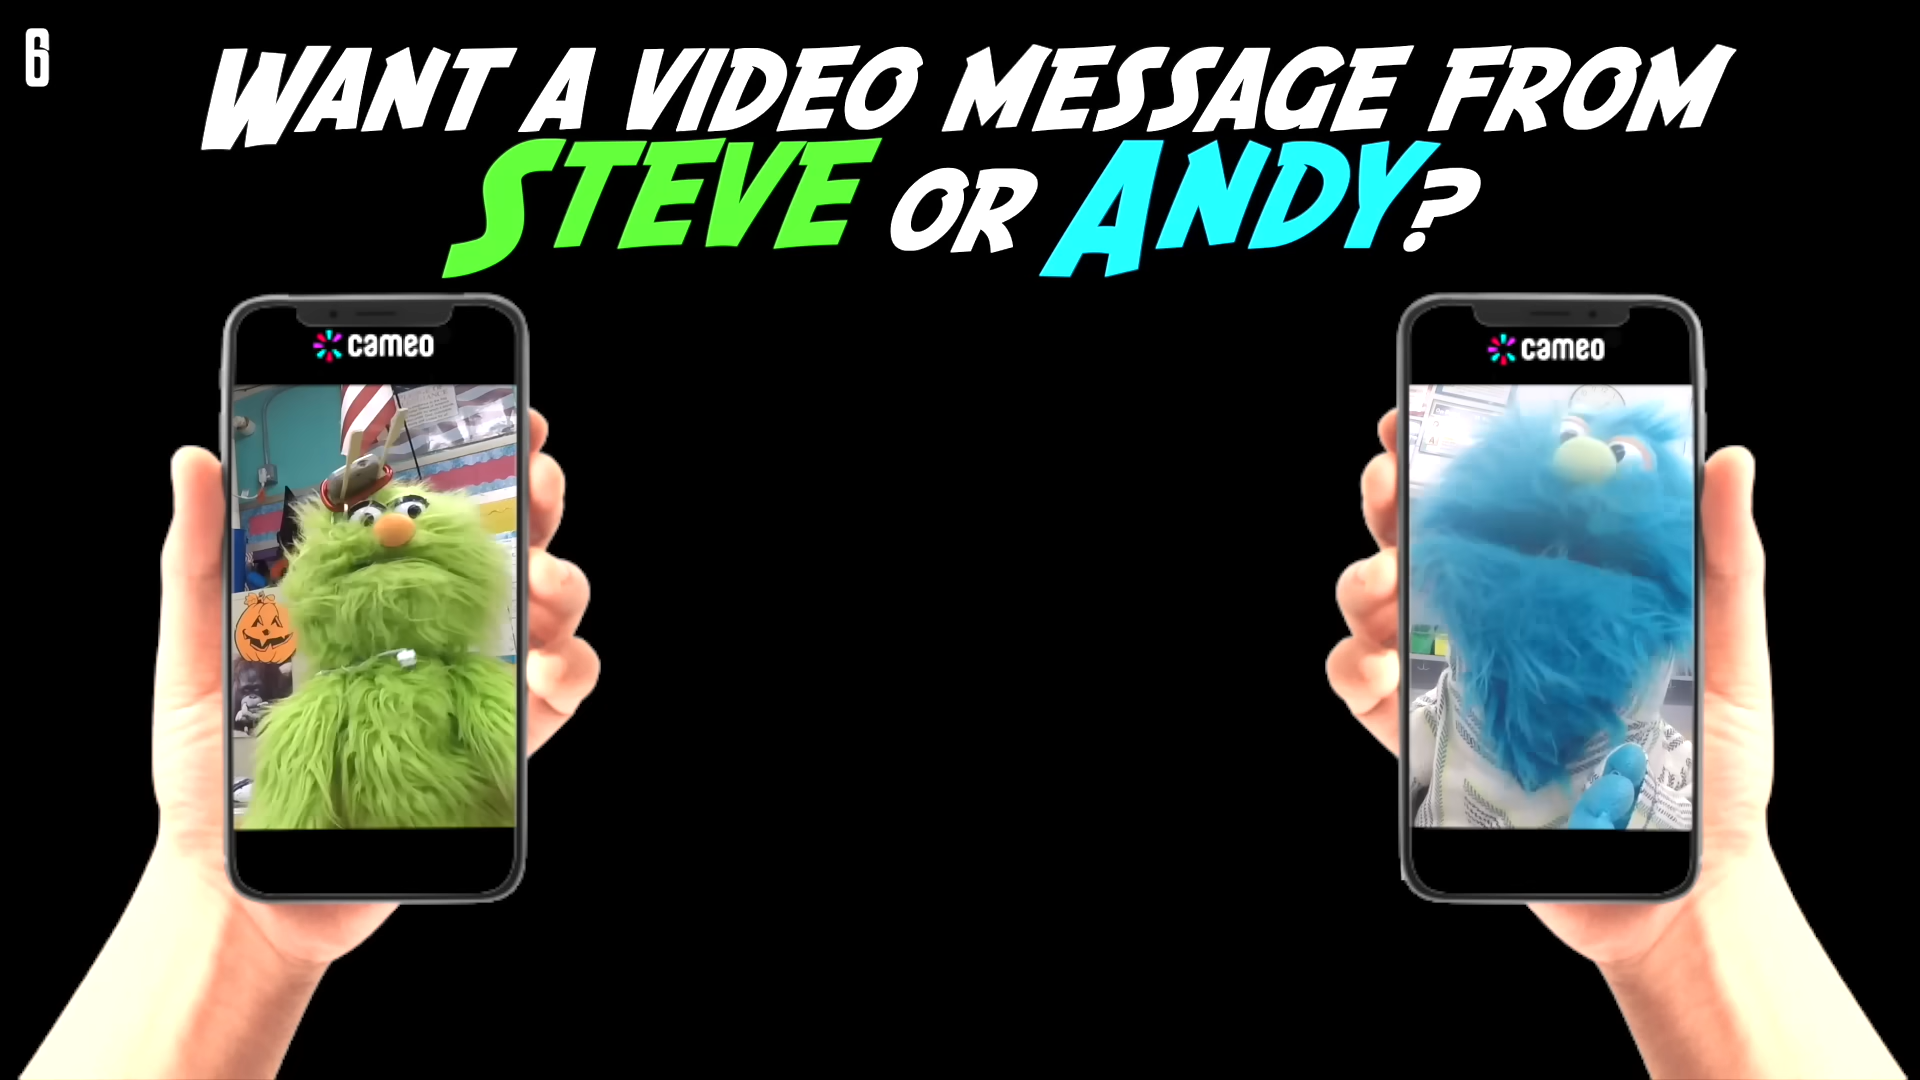 6
WANT A VIDEO MESSAGE FROM
STEVE OR ANDY?
cameo
cameo